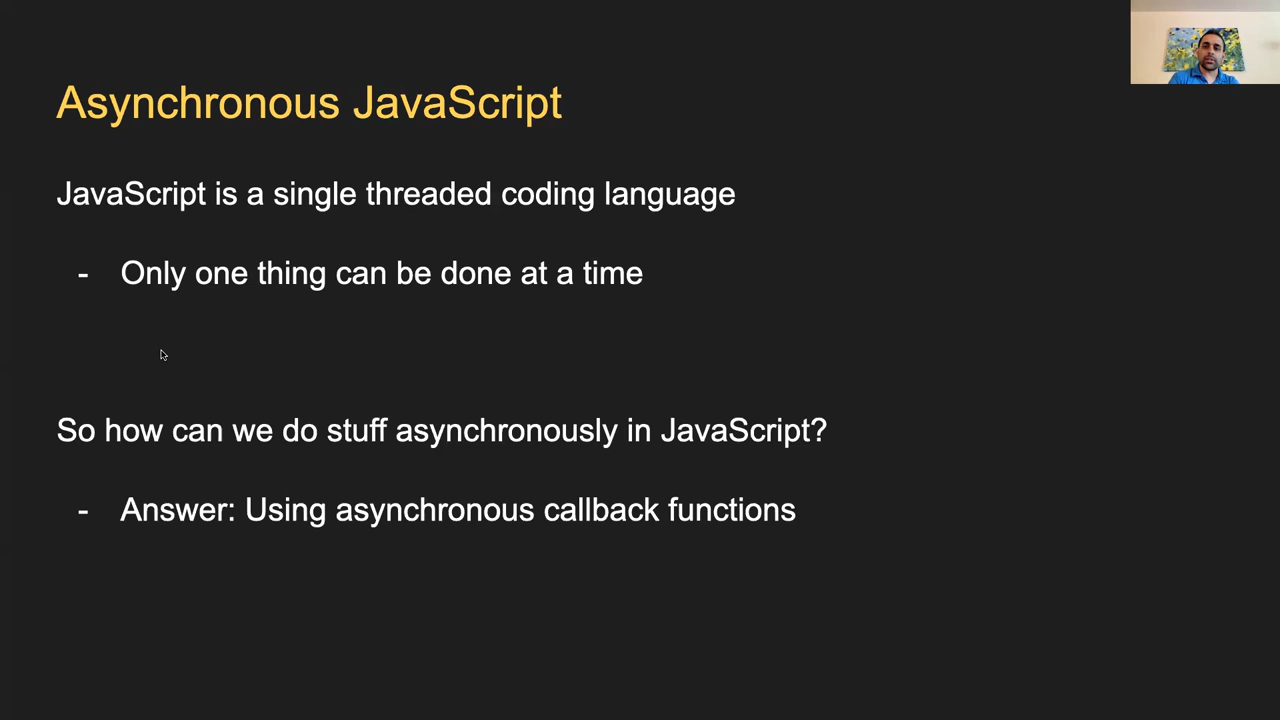 Asynchronous JavaScript
JavaScript is a single threaded coding language
- Only one thing can be done at a time
So how can we do stuff asynchronously in JavaScript?
- Answer: Using asynchronous callback functions